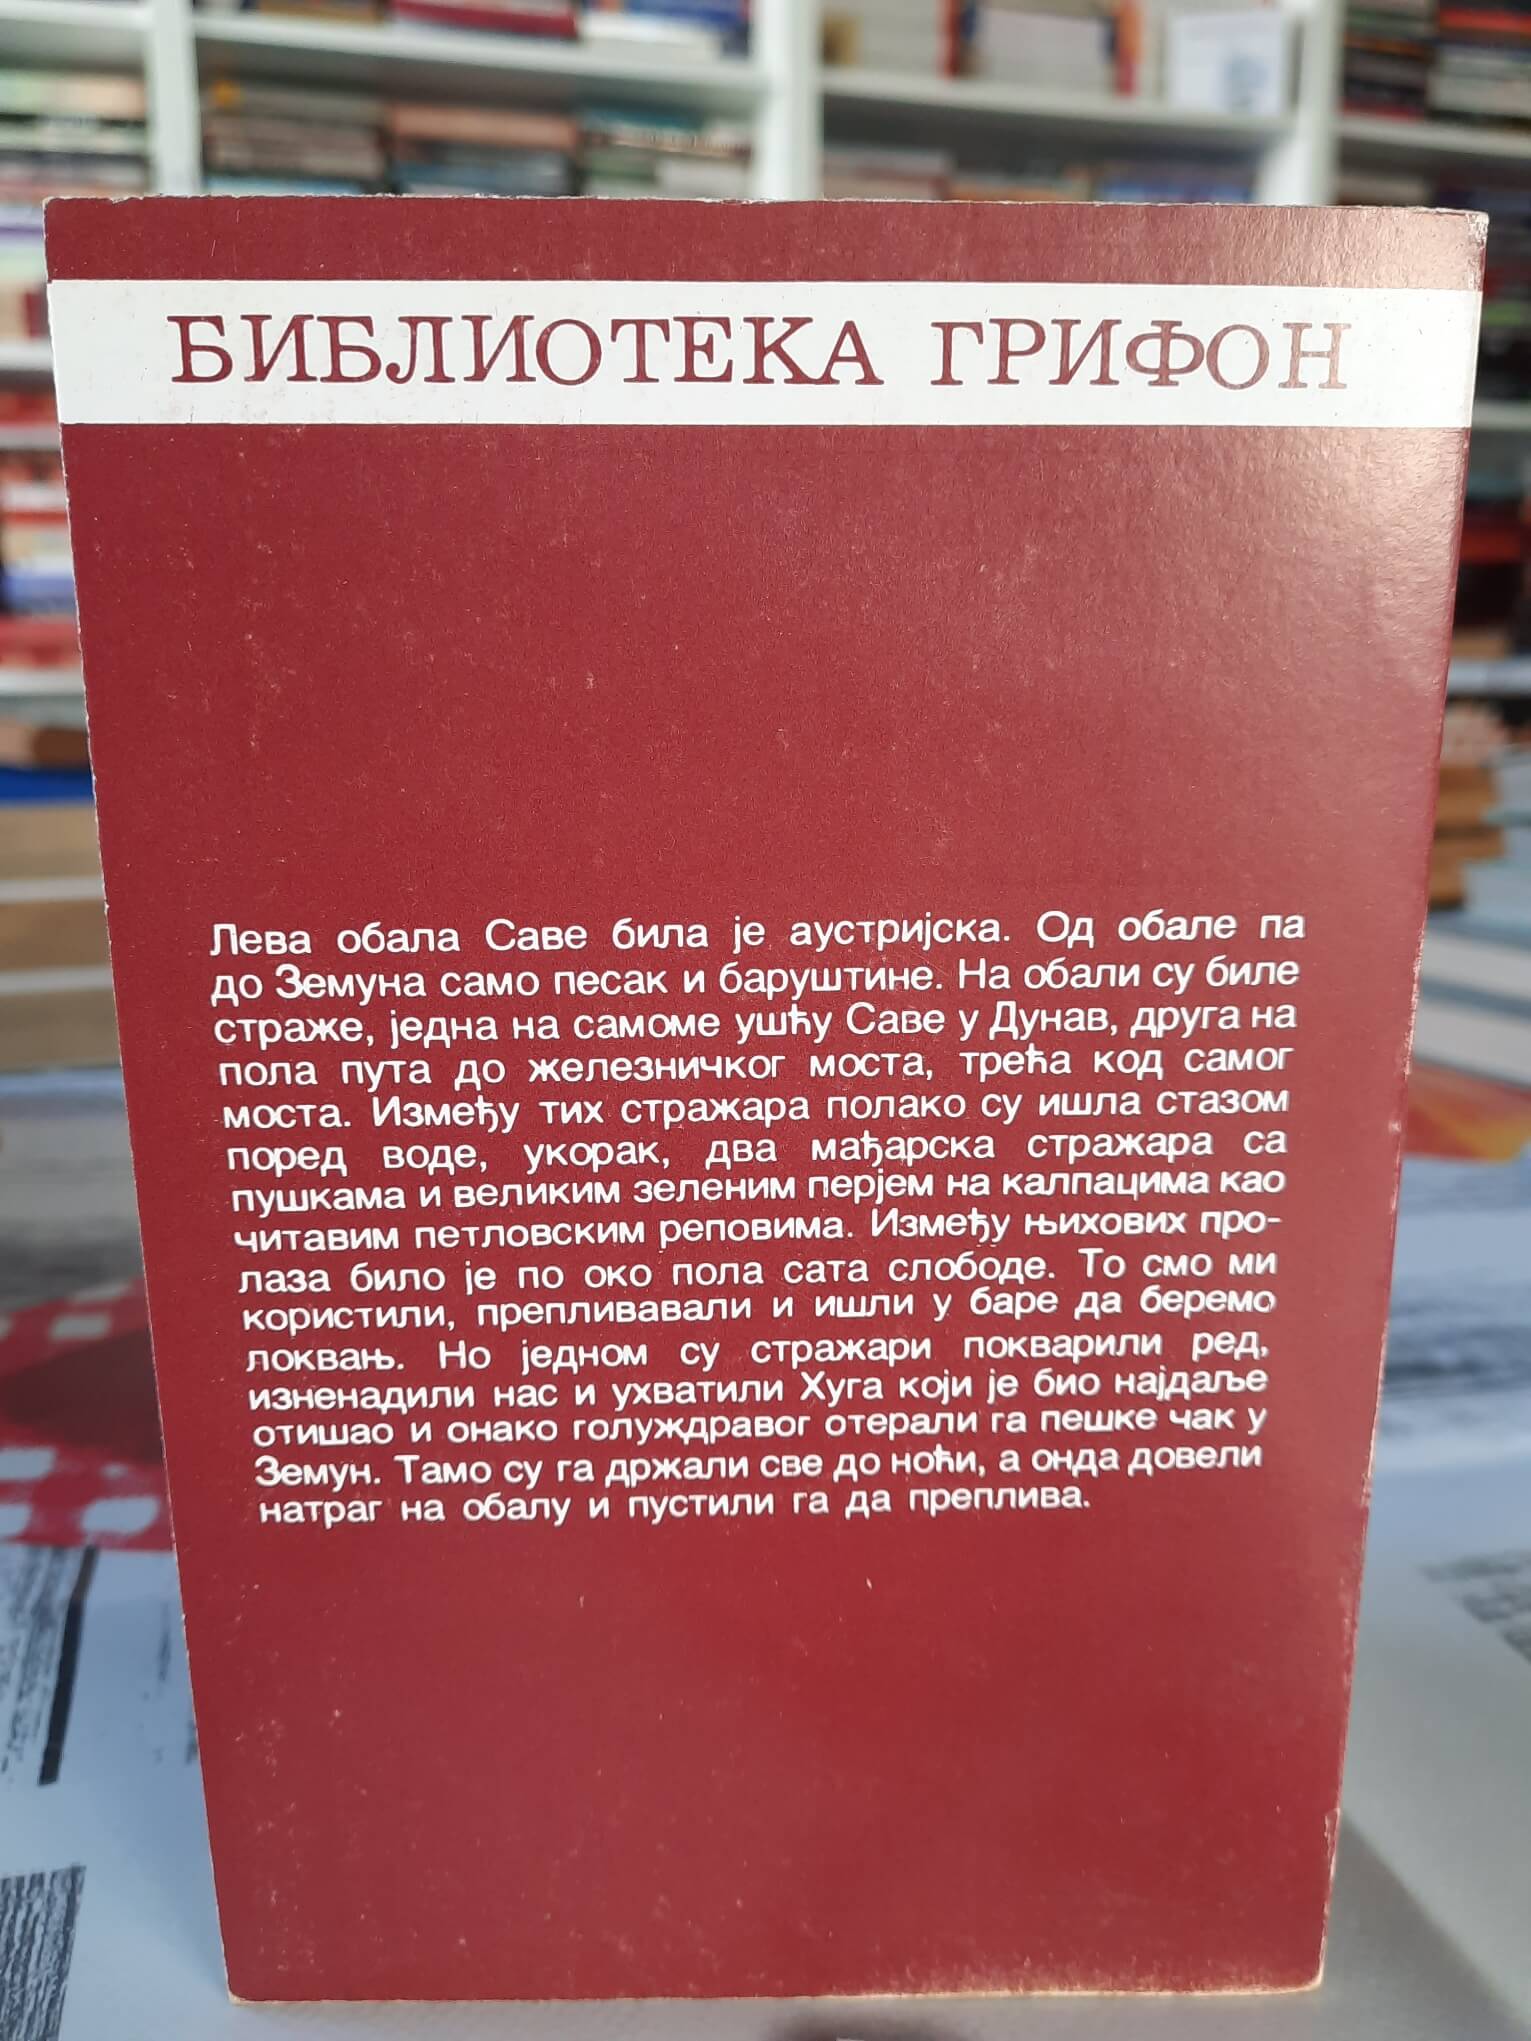 БИБЛИОТЕКА ГРИФОН
Лева обала Саве била је аустријска. Од обале па
до Земуна само песак и баруштине. На обали су биле
страже, једна на самоме ушћу Саве у Дунав, друга на
пола пута до железничког моста, трећа код самог
моста. Између тих стражара полако су ишла стазом
поред воде, укорак, два мађарска стражара са
пушкама и великим зеленим перјем на калпацима као
читавим петловским реповима. Између њихових про-
лаза било је по око пола сата слободе. То смо ми
користили, препливавали и ишли у баре да беремо
локвањ. Но једном су стражари покварили ред,
изненадили нас и ухватили Хуга који је био најдаље
отишао и онако голуждравог отерали га пешке чак у
Земун. Тамо су га држали све до ноћи, а онда довели
натраг на обалу и пустили га да преплива.